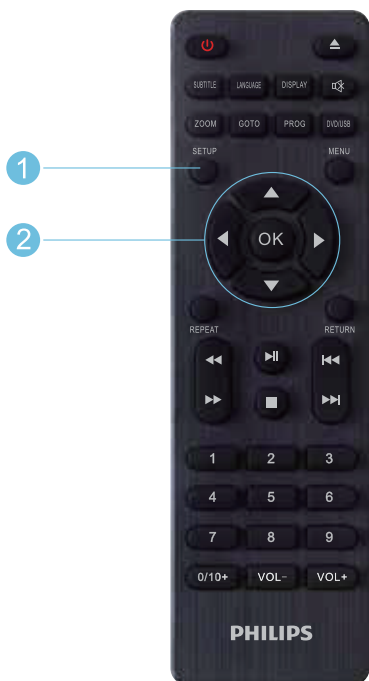 SUBTITLE LANGUAGE DISPLAY
ZOOM GOTO PROG DVD/USB
SETUP MENU
1
2
OK
REPEAT RETURN
1 2 3
4 5 6
7 8 9
0/10+ VOL- VOL+
PHILIPS